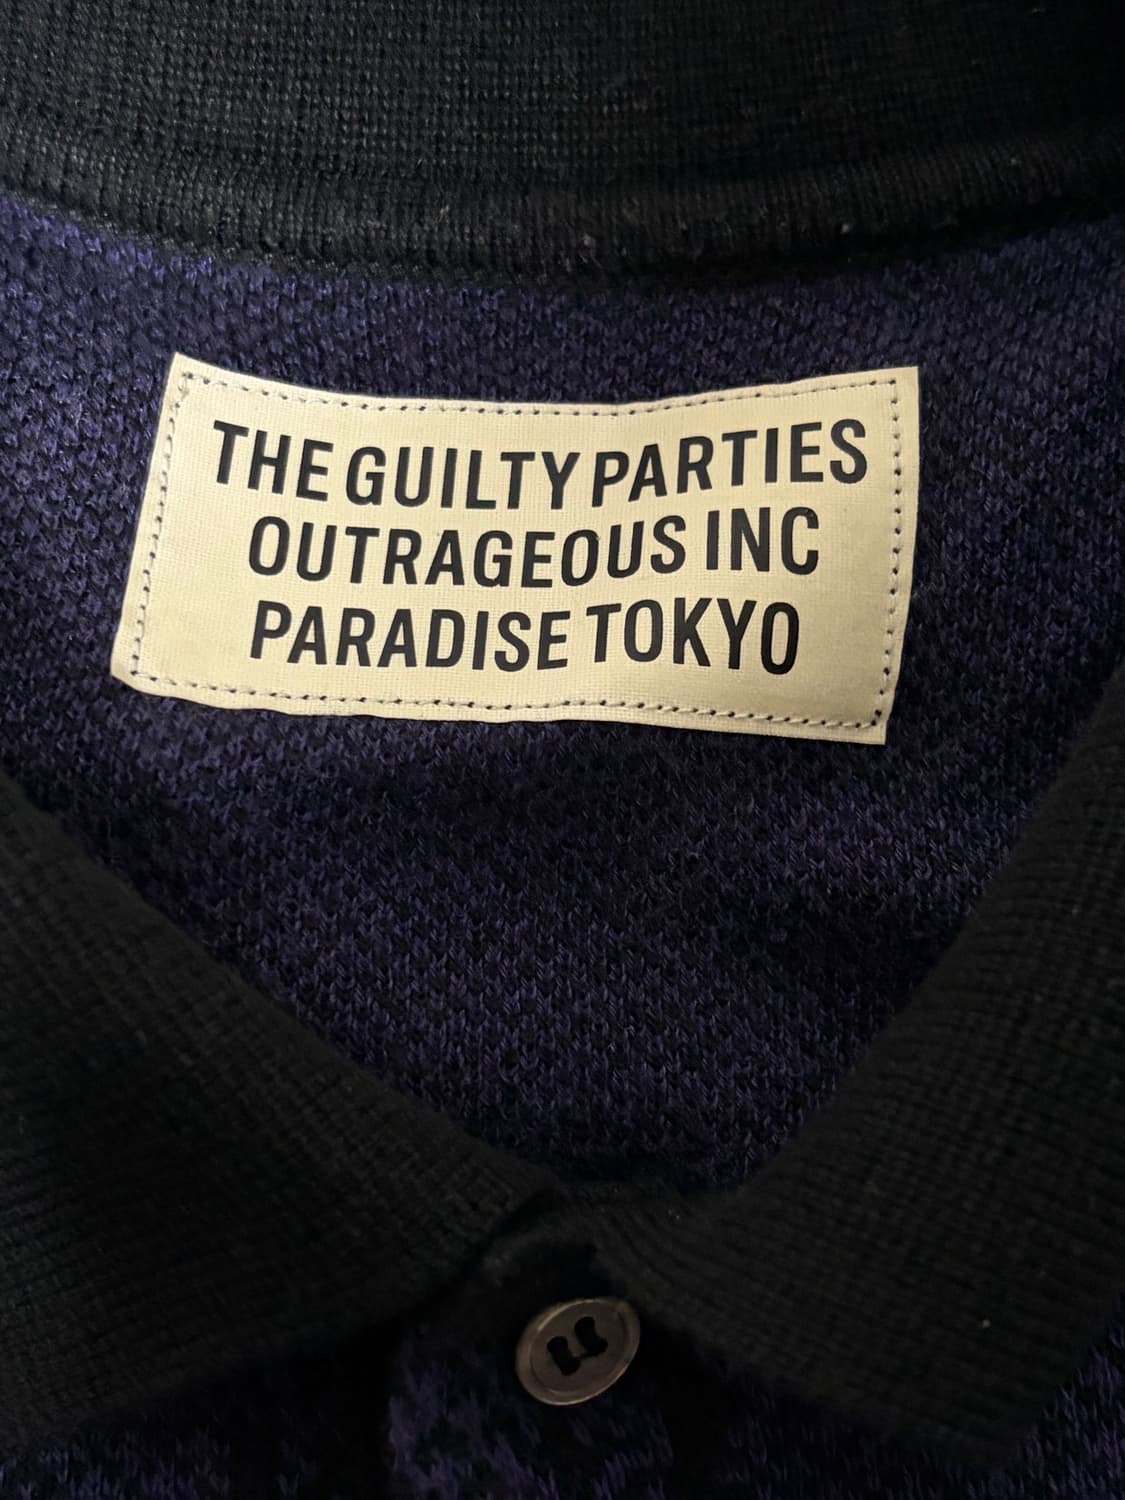 THE GUILTY PARTIES
OUTRAGEOUS INC
PARADISE TOKYO